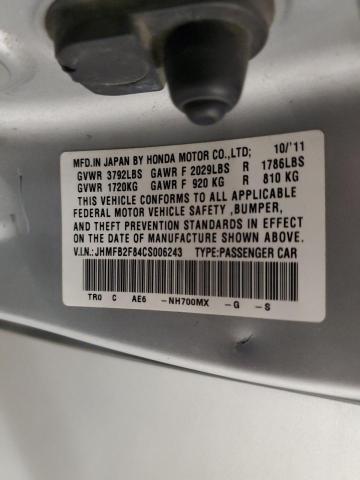 MFD.IN JAPAN BY HONDA MOTOR CO.,LTD; 10/'11
GVWR 3792LBS GAWR F 2029LBS R 1786LBS
GVWR 1720KG GAWR F 920 KG R 810 KG
THIS VEHICLE CONFORMS TO ALL APPLICABLE
FEDERAL MOTOR VEHICLE SAFETY ,BUMPER,
AND THEFT PREVENTION STANDARDS IN EFFECT
ON THE DATE OF MANUFACTURE SHOWN ABOVE.
V.I.N.: JHMFB2F84CS006243 TYPE:PASSENGER CAR
TR0 C AE6 -NH700MX -G -S